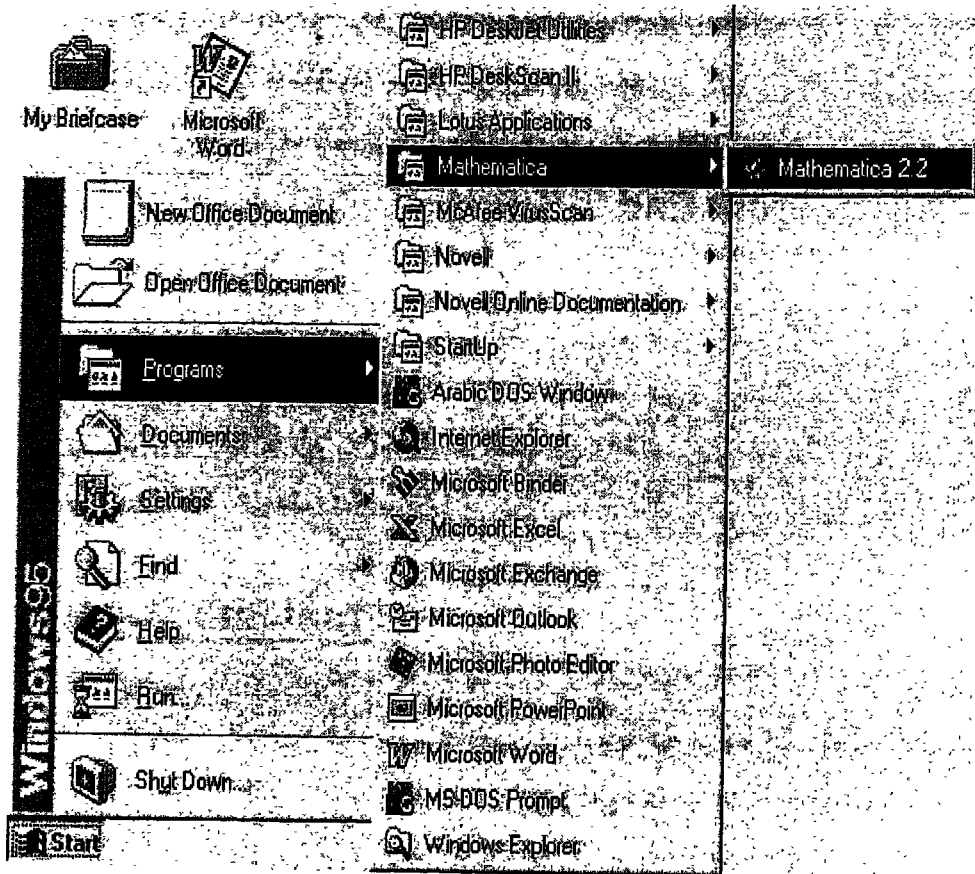 My Briefcase
Microsoft
Word
New Office Document
Open Office Document
Programs
Documents
Settings
Find
Help
Run...
Shut Down...
Windows95
Start
HP DeskJet Utilities
HP DeskScan II
Lotus Applications
Mathematica
McAfee VirusScan
Novell
Novell Online Documentation
StartUp
Arabic DOS Window
Internet Explorer
Microsoft Binder
Microsoft Excel
Microsoft Exchange
Microsoft Outlook
Microsoft Photo Editor
Microsoft PowerPoint
Microsoft Word
MS-DOS Prompt
Windows Explorer
Mathematica 2.2